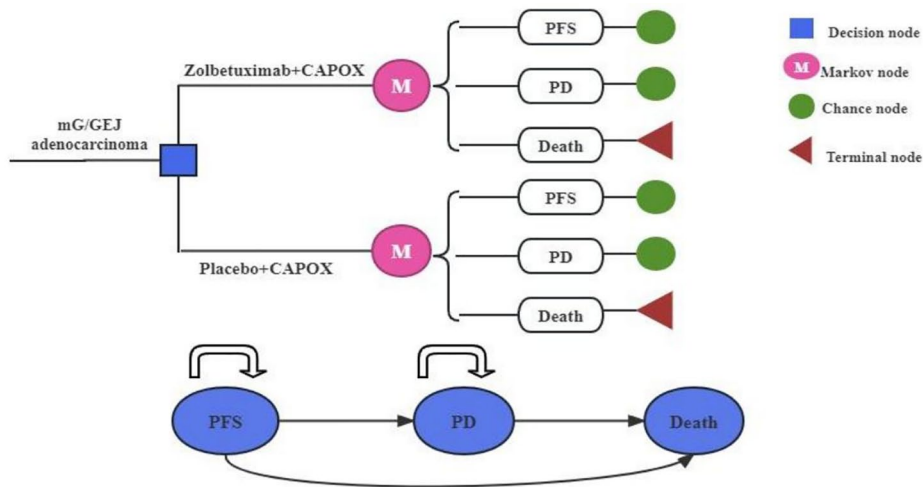 PFS
Decision node
Zolbetuximab+CAPOX
M
PD
M
Markov node
mG/GEJ
adenocarcinoma
Chance node
Death
Terminal node
PFS
M
PD
Placebo+CAPOX
Death
PFS
PD
Death